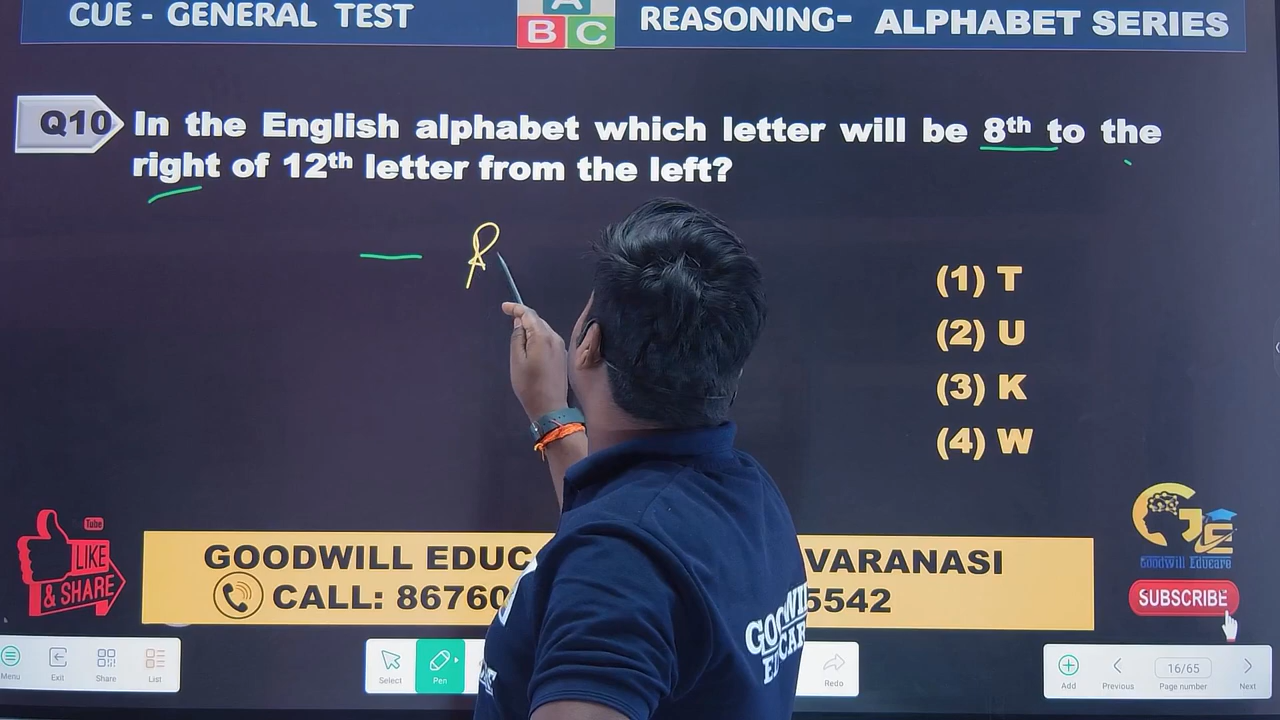 CUE - GENERAL TEST
A
B C
REASONING- ALPHABET SERIES
Q10 In the English alphabet which letter will be 8th to the
right of 12th letter from the left?
R
(1) T
(2) U
(3) K
(4) W
Tube
LIKE
& SHARE
GOODWILL EDUC VARANASI
CALL: 86760 5542
Goodwill Educare
SUBSCRIBE
GOODWILL
EDUCARE
Menu
Exit
Share
List
Select
Pen
Redo
Add
Previous
16/65
Page number
Next